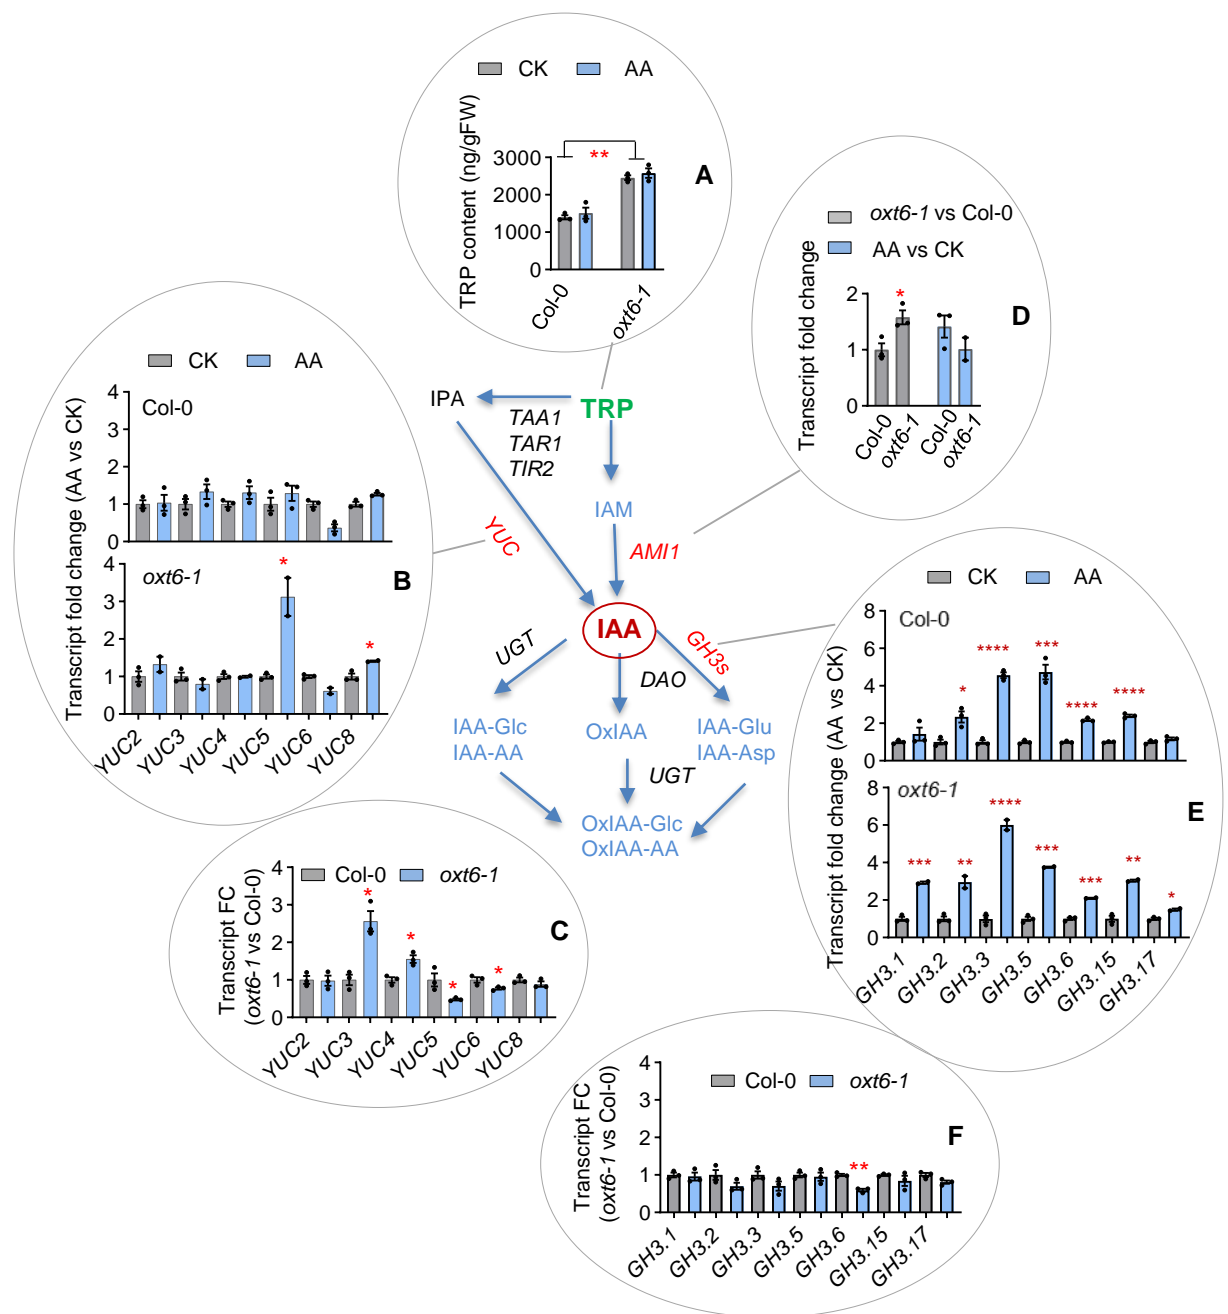 CK AA
TRP content (ng/gFW)
3000
2000
1000
0
**
A
Col-0
oxt6-1
oxt6-1 vs Col-0
AA vs CK
Transcript fold change
2
1
0
*
D
Col-0
oxt6-1
Col-0
oxt6-1
CK AA
Transcript fold change (AA vs CK)
4
3
2
1
0
Col-0
4
3
2
1
0
oxt6-1
*
*
B
YUC2
YUC3
YUC4
YUC5
YUC6
YUC8
IPA
TRP
TAA1
TAR1
TIR2
IAM
YUC
AMI1
IAA
UGT
DAO
GH3s
IAA-Glc
IAA-AA
OxIAA
IAA-Glu
IAA-Asp
UGT
OxIAA-Glc
OxIAA-AA
CK AA
Transcript fold change (AA vs CK)
8
6
4
2
0
Col-0
*
****
***
****
****
8
6
4
2
0
oxt6-1
***
**
****
***
***
**
*
E
GH3.1
GH3.2
GH3.3
GH3.5
GH3.6
GH3.15
GH3.17
Col-0 oxt6-1
Transcript FC
(oxt6-1 vs Col-0)
4
3
2
1
0
*
*
*
*
C
YUC2
YUC3
YUC4
YUC5
YUC6
YUC8
Col-0 oxt6-1
Transcript FC
(oxt6-1 vs Col-0)
4
3
2
1
0
**
F
GH3.1
GH3.2
GH3.3
GH3.5
GH3.6
GH3.15
GH3.17